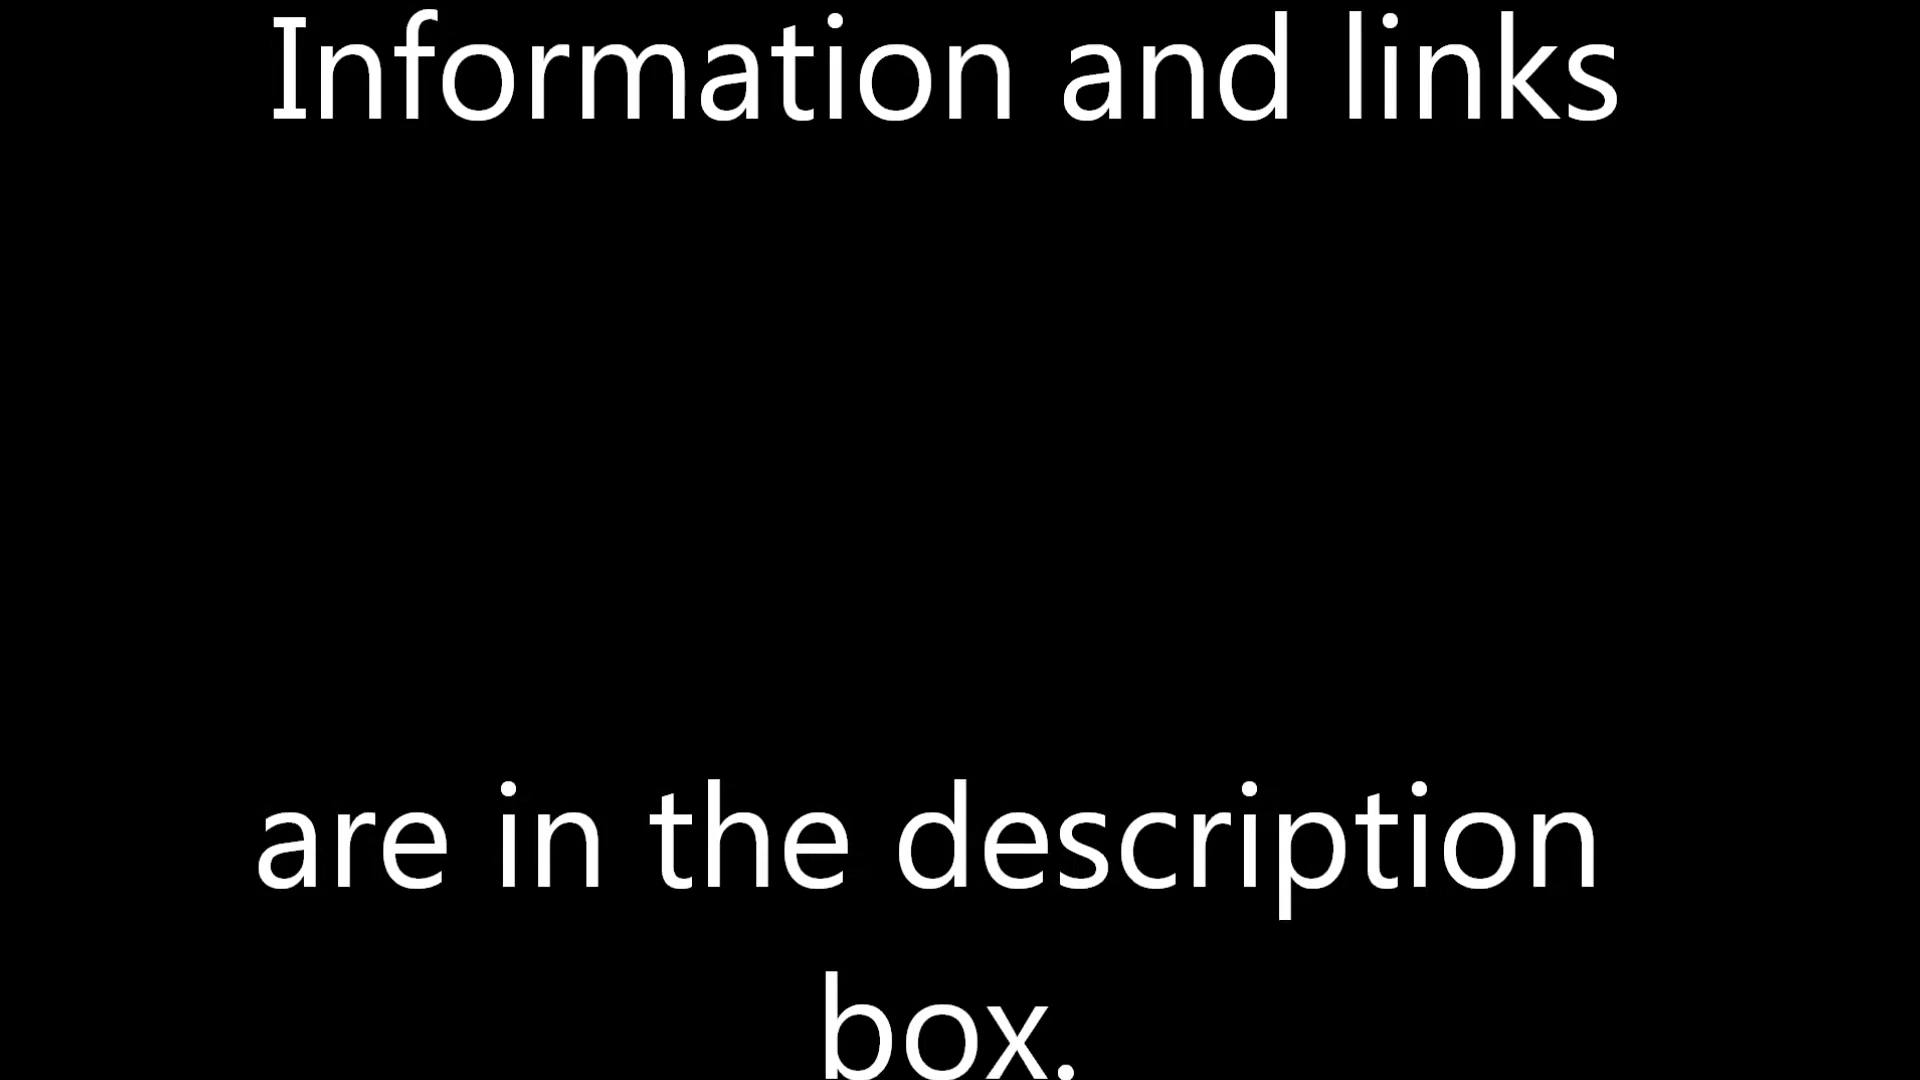 Information and links
are in the description
box.